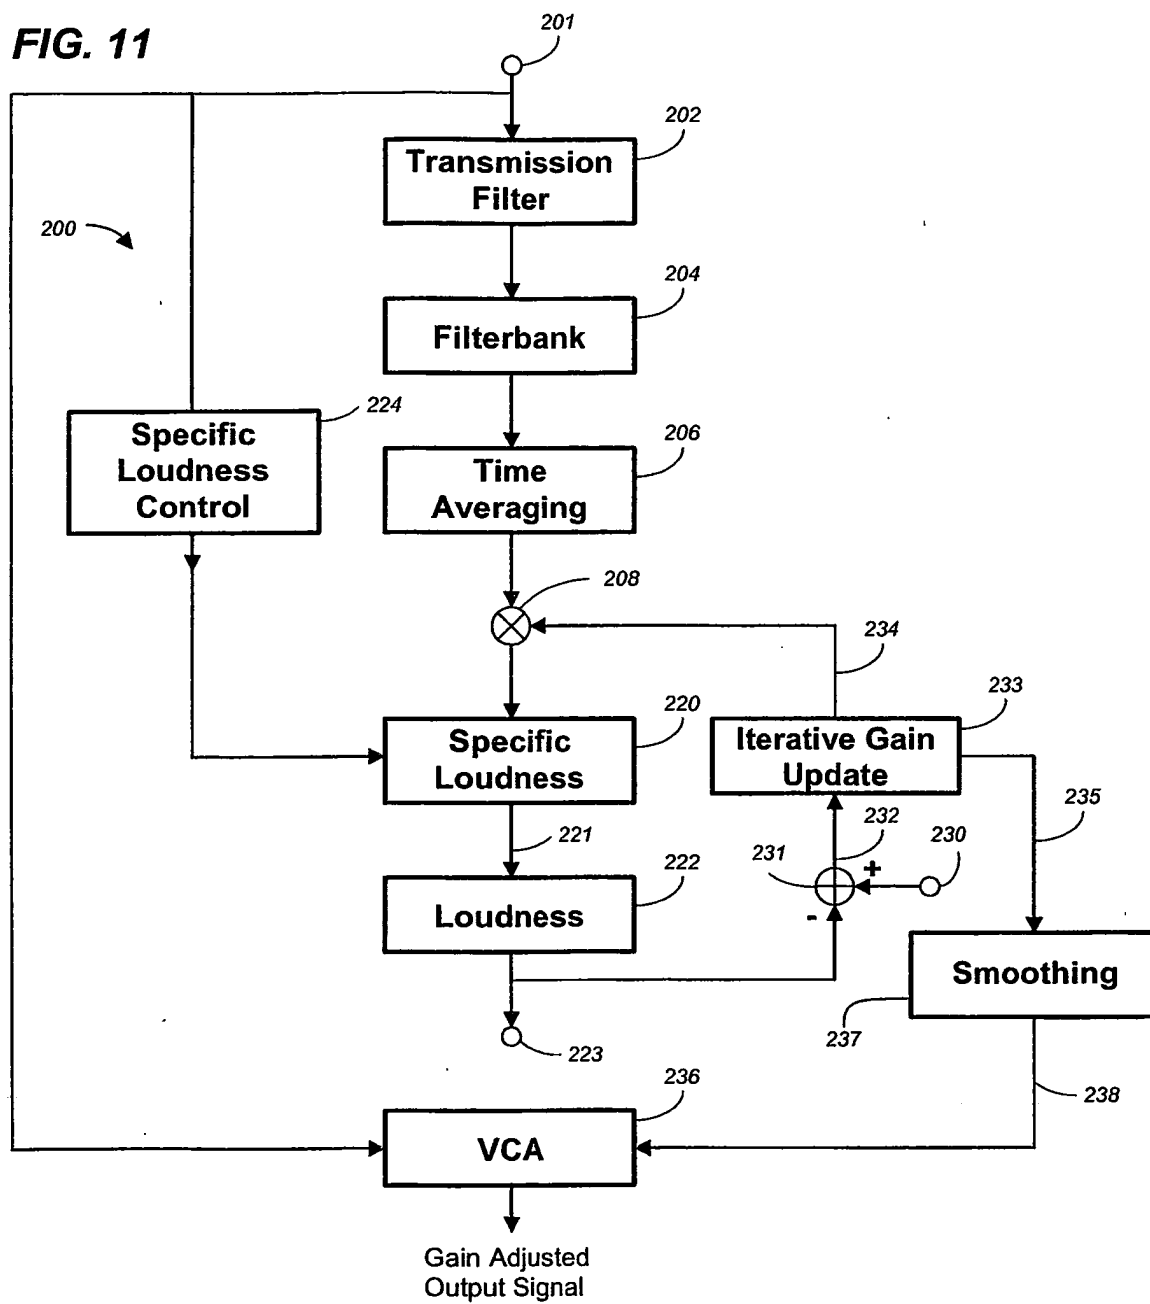 FIG. 11
201
202
Transmission
Filter
200
204
Filterbank
224
Specific
Loudness
Control
206
Time
Averaging
208
234
220
Specific
Loudness
233
Iterative Gain
Update
221
232
230
235
231
+
-
222
Loudness
Smoothing
237
223
238
236
VCA
Gain Adjusted
Output Signal